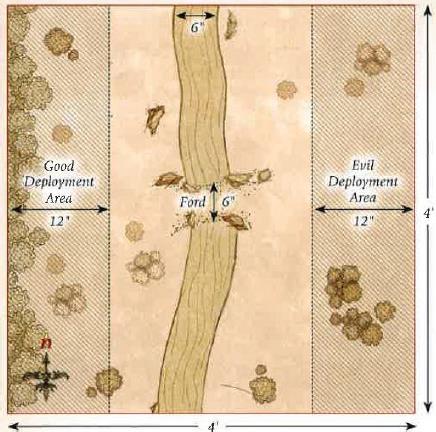 6"
Good
Deployment
Area
12"
Ford 6"
Evil
Deployment
Area
12"
4'
n
4'